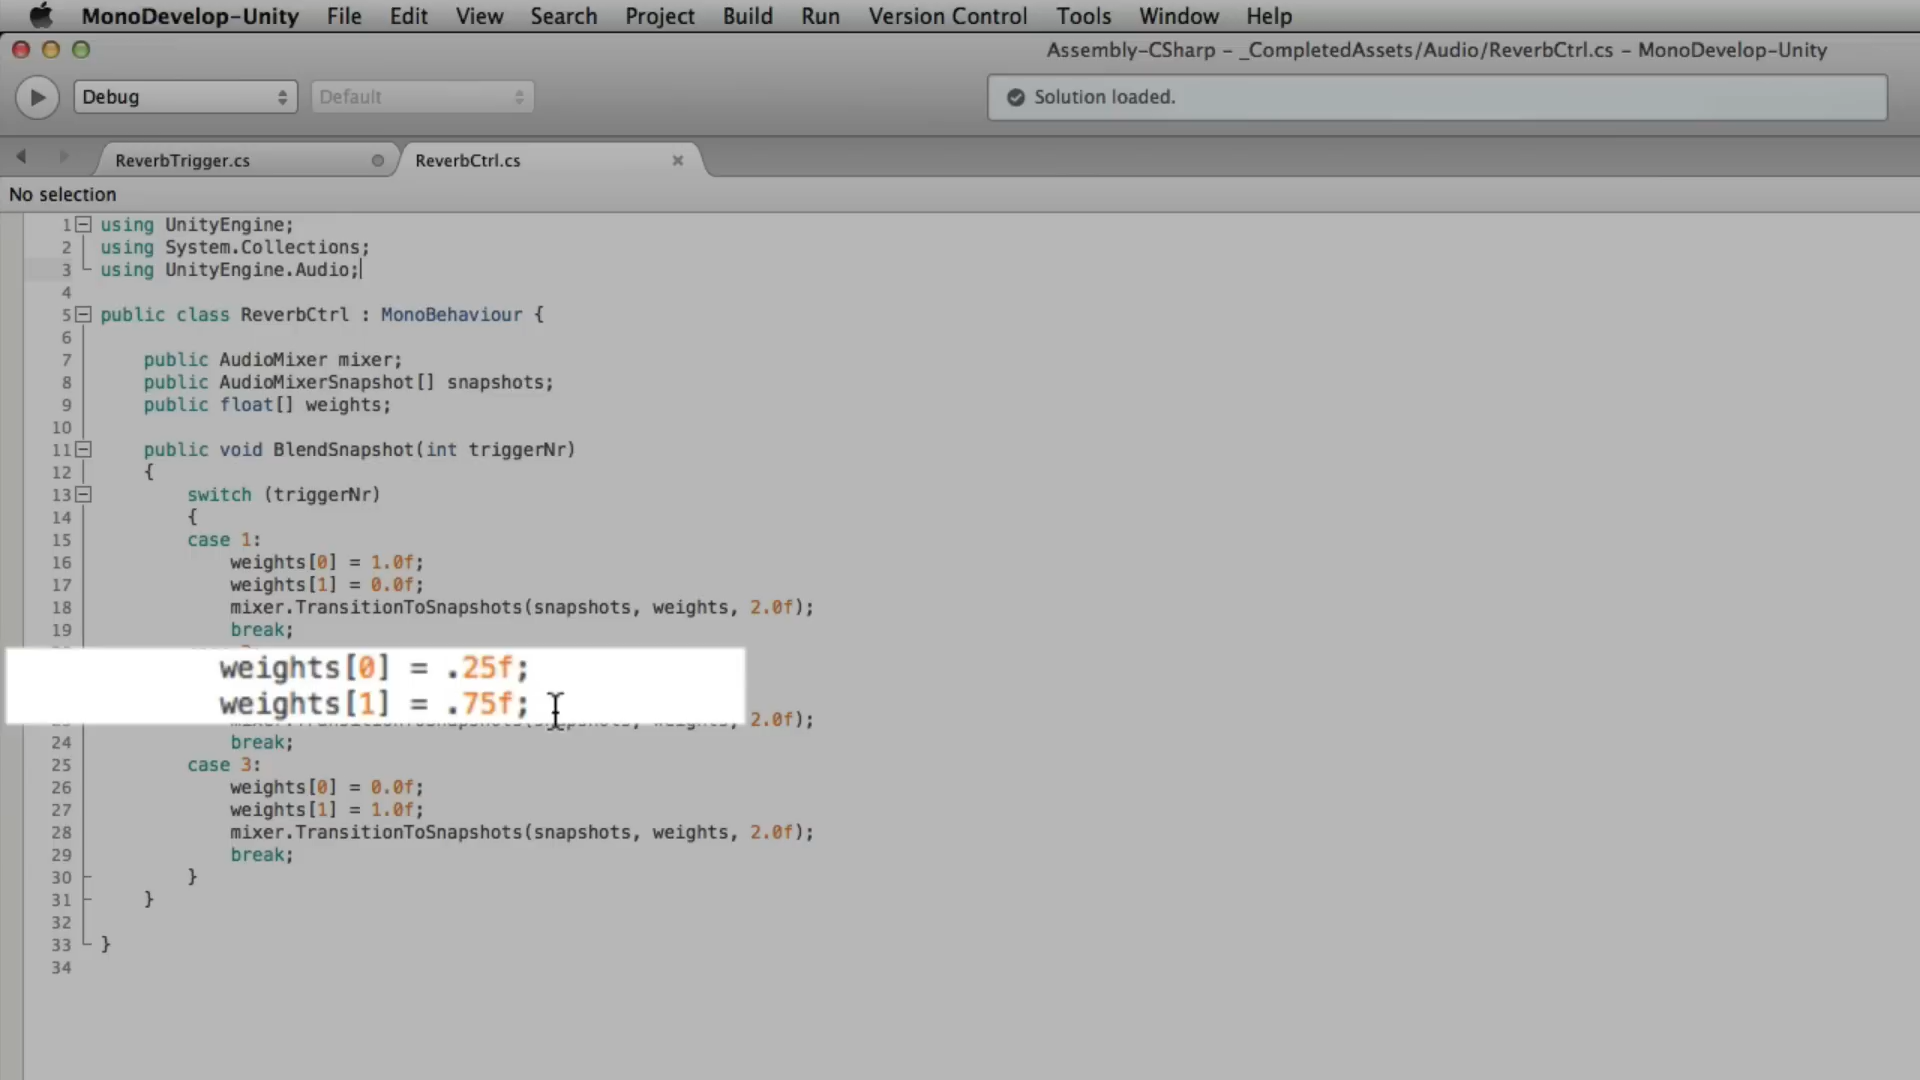 MonoDevelop-Unity File Edit View Search Project Build Run Version Control Tools Window Help
Assembly-CSharp – _CompletedAssets/Audio/ReverbCtrl.cs – MonoDevelop-Unity
Debug Default Solution loaded.
ReverbTrigger.cs ReverbCtrl.cs
No selection
1 using UnityEngine;
2 using System.Collections;
3 using UnityEngine.Audio;
4
5 public class ReverbCtrl : MonoBehaviour {
6
7 public AudioMixer mixer;
8 public AudioMixerSnapshot[] snapshots;
9 public float[] weights;
10
11 public void BlendSnapshot(int triggerNr)
12 {
13 switch (triggerNr)
14 {
15 case 1:
16 weights[0] = 1.0f;
17 weights[1] = 0.0f;
18 mixer.TransitionToSnapshots(snapshots, weights, 2.0f);
19 break;
weights[0] = .25f;
weights[1] = .75f;
2.0f);
24 break;
25 case 3:
26 weights[0] = 0.0f;
27 weights[1] = 1.0f;
28 mixer.TransitionToSnapshots(snapshots, weights, 2.0f);
29 break;
30 }
31 }
32
33 }
34